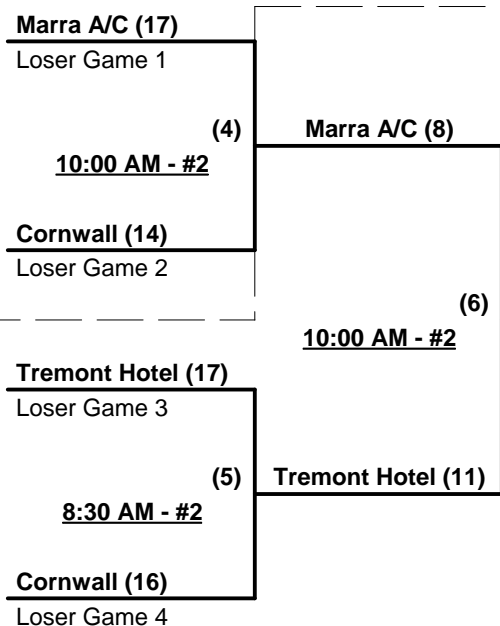 Marra A/C (17)
Loser Game 1
(4)
Marra A/C (8)
10:00 AM - #2
Cornwall (14)
Loser Game 2
(6)
10:00 AM - #2
Tremont Hotel (17)
Loser Game 3
(5)
Tremont Hotel (11)
8:30 AM - #2
Cornwall (16)
Loser Game 4